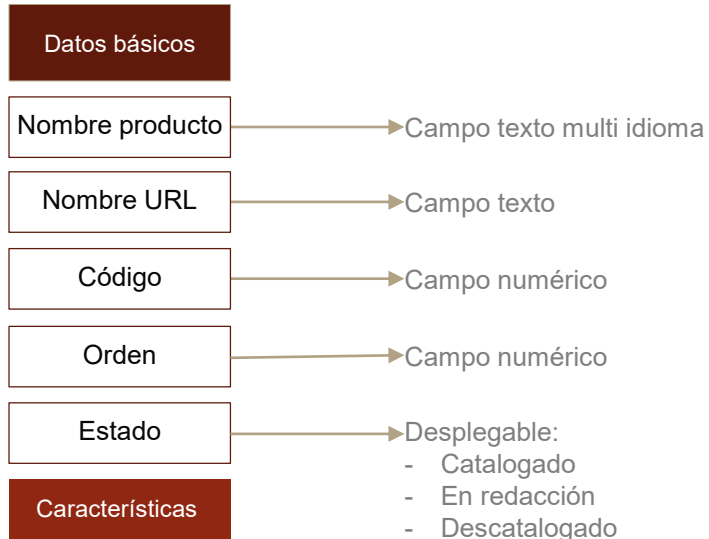 Datos básicos
Nombre producto
Campo texto multi idioma
Nombre URL
Campo texto
Código
Campo numérico
Orden
Campo numérico
Estado
Desplegable:
- Catalogado
- En redacción
- Descatalogado
Características